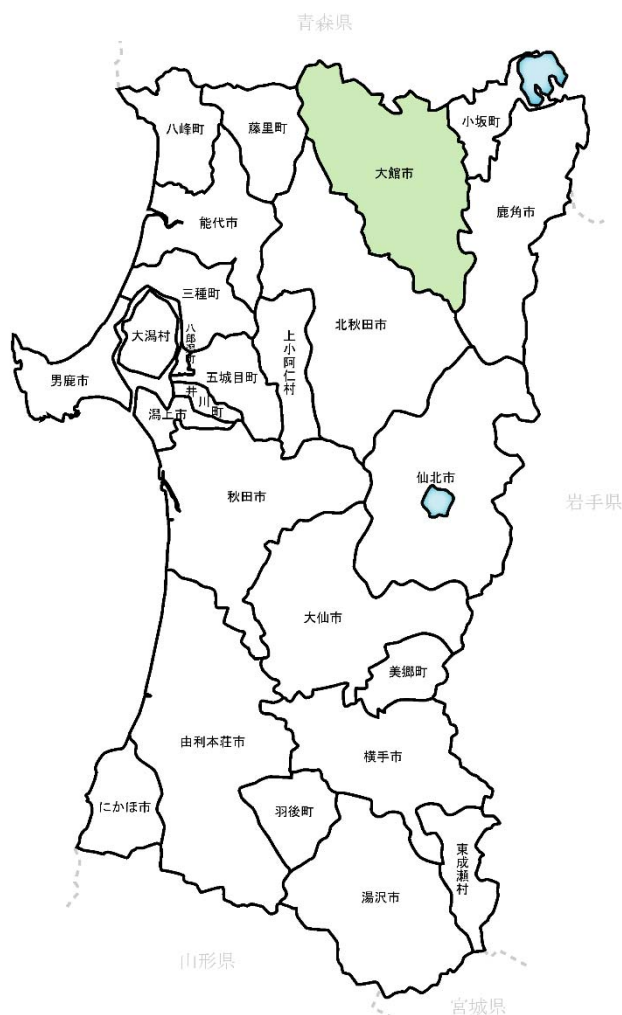 青森県
八峰町
藤里町
小坂町
大館市
鹿角市
能代市
三種町
北秋田市
大潟村
八郎潟町
上小阿仁村
男鹿市
五城目町
井川町
潟上市
仙北市
秋田市
岩手県
大仙市
美郷町
由利本荘市
横手市
にかほ市
羽後町
東成瀬村
湯沢市
山形県
宮城県